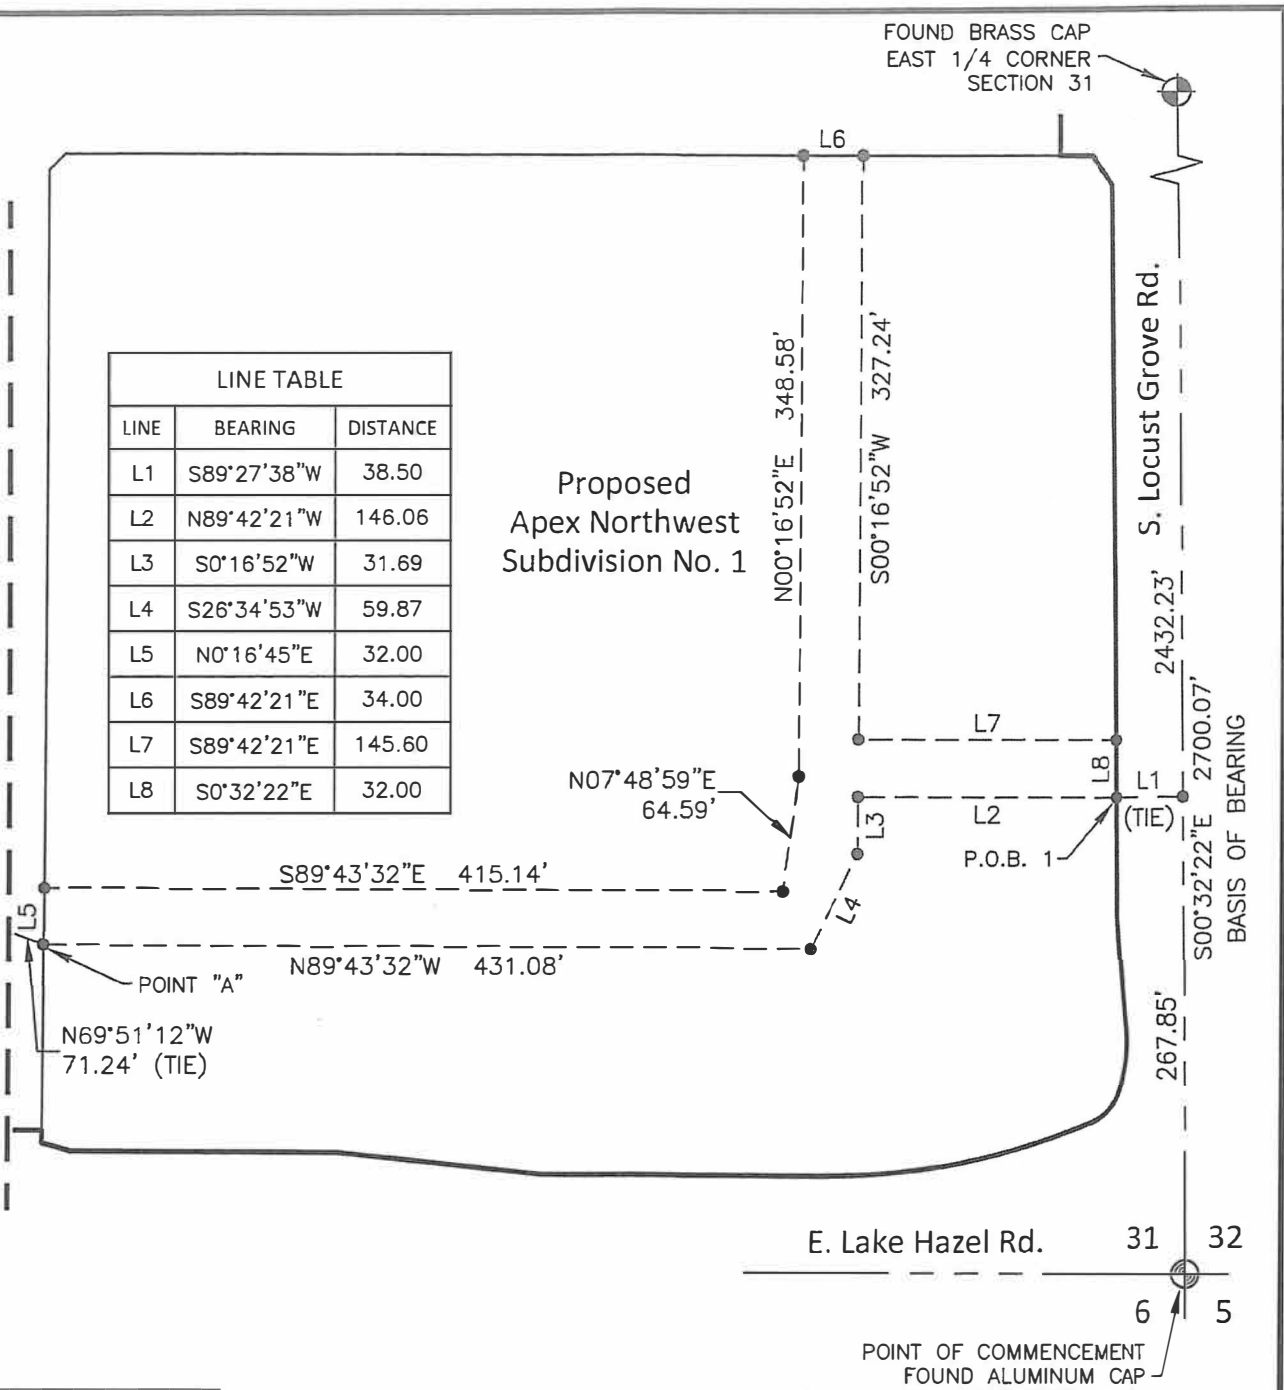 FOUND BRASS CAP
EAST 1/4 CORNER
SECTION 31
L6
S. Locust Grove Rd.
348.58'
N00°16'52"E
327.24'
S00°16'52"W
LINE TABLE
LINE BEARING DISTANCE
L1 S89°27'38"W 38.50
L2 N89°42'21"W 146.06
L3 S0°16'52"W 31.69
L4 S26°34'53"W 59.87
L5 N0°16'45"E 32.00
L6 S89°42'21"E 34.00
L7 S89°42'21"E 145.60
L8 S0°32'22"E 32.00
Proposed
Apex Northwest
Subdivision No. 1
2432.23'
S00°32'22"E 2700.07'
BASIS OF BEARING
L7
L8
L1
(TIE)
L2
L3
P.O.B. 1
N07°48'59"E
64.59'
L4
S89°43'32"E 415.14'
L5
N89°43'32"W 431.08'
POINT "A"
N69°51'12"W
71.24' (TIE)
267.85'
E. Lake Hazel Rd.
31 32
6 5
POINT OF COMMENCEMENT
FOUND ALUMINUM CAP